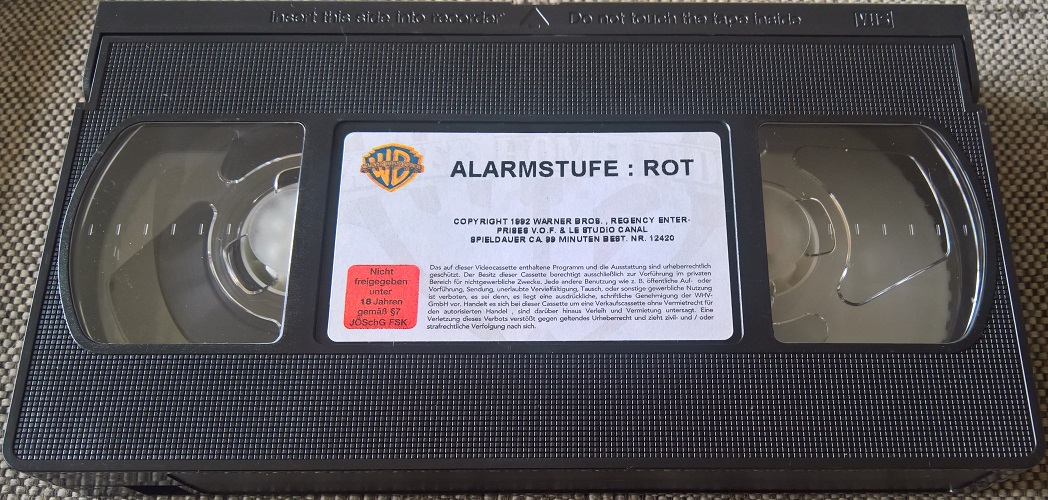 Insert this side into recorder Do not touch the tape inside VHS
WB
ALARMSTUFE : ROT
COPYRIGHT 1992 WARNER BROS. , REGENCY ENTER-
PRISES V.O.F. & LE STUDIO CANAL
SPIELDAUER CA. 99 MINUTEN BEST. NR. 12420
Nicht
freigegeben
unter
18 Jahren
gemäß §7
JÖSchG FSK
Das auf dieser Videocassette enthaltene Programm und die Ausstattung sind urheberrechtlich
geschützt. Der Besitz dieser Cassette berechtigt ausschließlich zur Vorführung im privaten
Bereich für nichtgewerbliche Zwecke. Jede andere Benutzung wie z. B. öffentliche Auf- oder
Vorführung, Sendung, unerlaubte Vervielfältigung, Tausch, oder sonstige gewerbliche Nutzung
ist verboten, es sei denn, es liegt eine ausdrückliche, schriftliche Genehmigung der WHV-
GmbH vor. Handelt es sich bei dieser Cassette um eine Verkaufscassette ohne Vermietrecht für
den autorisierten Handel , sind darüber hinaus Verleih und Vermietung untersagt. Eine
Verletzung dieses Verbots verstößt gegen geltendes Urheberrecht und zieht zivil- und / oder
strafrechtliche Verfolgung nach sich.